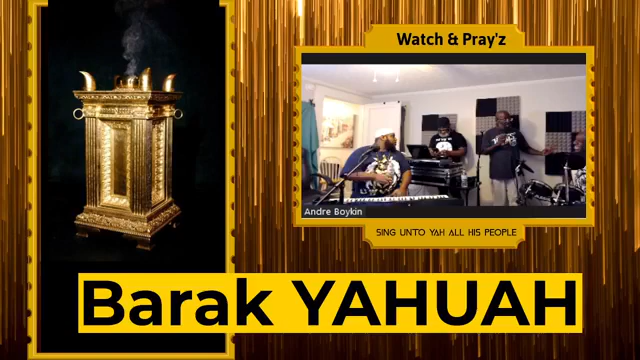 Watch & Pray'z
Andre Boykin
SING UNTO YAH ALL HIS PEOPLE
Barak YAHUAH